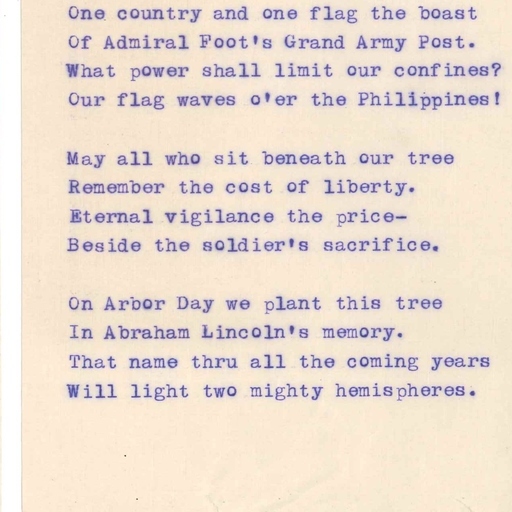 One country and one flag the boast
Of Admiral Foot's Grand Army Post.
What power shall limit our confines?
Our flag waves o'er the Philippines!

May all who sit beneath our tree
Remember the cost of liberty.
Eternal vigilance the price-
Beside the soldier's sacrifice.

On Arbor Day we plant this tree
In Abraham Lincoln's memory.
That name thru all the coming years
Will light two mighty hemispheres.